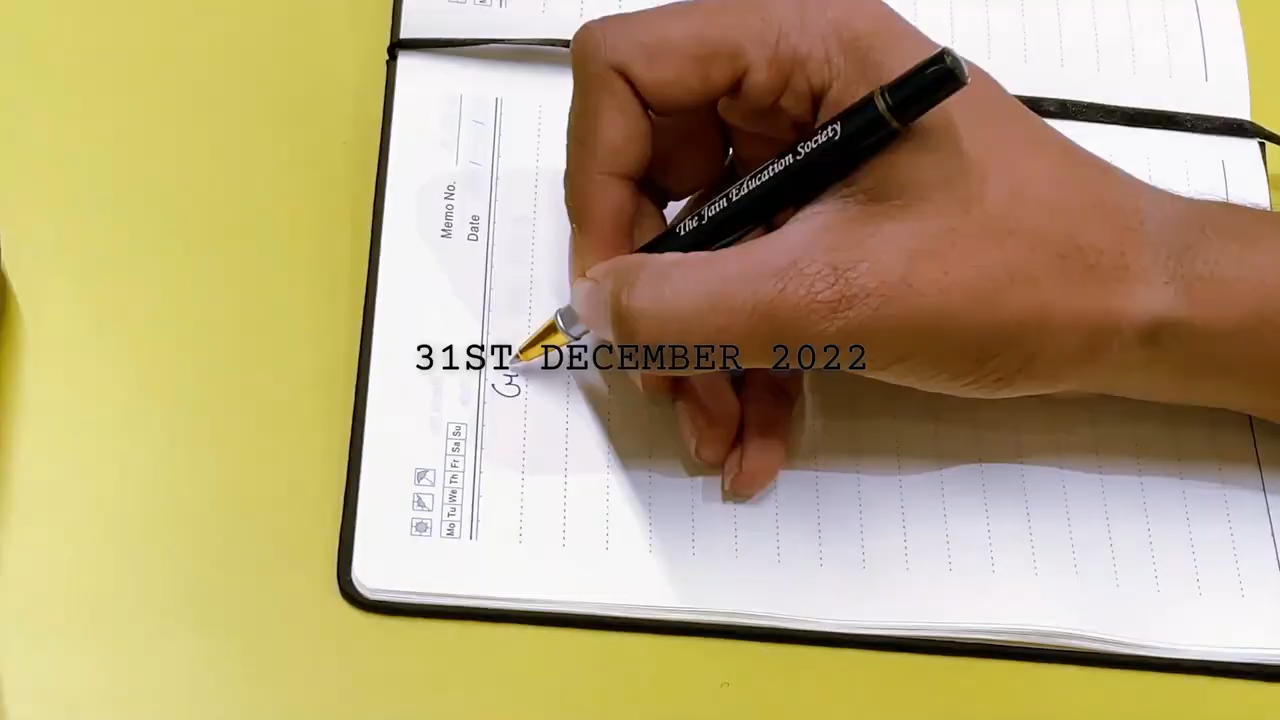 31ST DECEMBER 2022
The Jain Education Society
Memo No.
Date / /
Mo Tu We Th Fr Sa Su